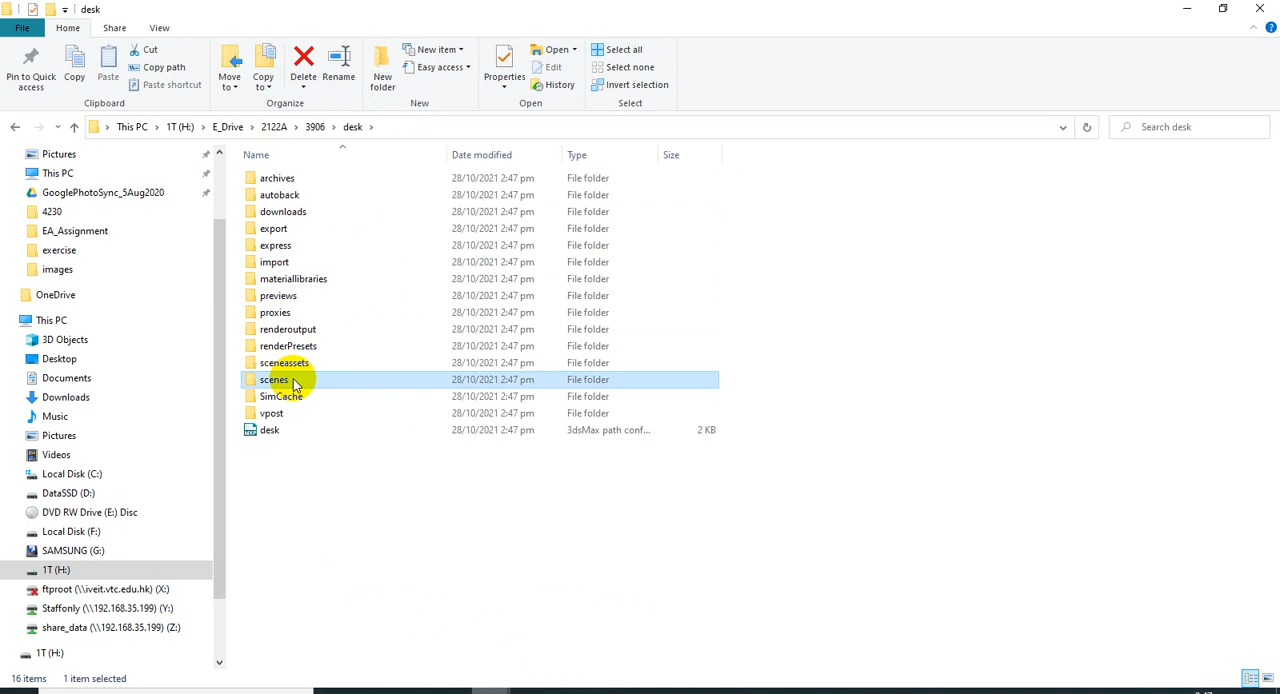 desk
File Home Share View
Pin to Quick access
Copy
Paste
Cut
Copy path
Paste shortcut
Clipboard
Move to
Copy to
Delete
Rename
Organize
New folder
New item
Easy access
New
Properties
Open
Edit
History
Open
Select all
Select none
Invert selection
Select
This PC > 1T (H:) > E_Drive > 2122A > 3906 > desk >
Search desk
Pictures
This PC
GooglePhotoSync_5Aug2020
4230
EA_Assignment
exercise
images
OneDrive
This PC
3D Objects
Desktop
Documents
Downloads
Music
Pictures
Videos
Local Disk (C:)
DataSSD (D:)
DVD RW Drive (E:) Disc
Local Disk (F:)
SAMSUNG (G:)
1T (H:)
ftproot (\\iveit.vtc.edu.hk) (X:)
Staffonly (\\192.168.35.199) (Y:)
share_data (\\192.168.35.199) (Z:)
1T (H:)
Name Date modified Type Size
archives 28/10/2021 2:47 pm File folder
autoback 28/10/2021 2:47 pm File folder
downloads 28/10/2021 2:47 pm File folder
export 28/10/2021 2:47 pm File folder
express 28/10/2021 2:47 pm File folder
import 28/10/2021 2:47 pm File folder
materiallibraries 28/10/2021 2:47 pm File folder
previews 28/10/2021 2:47 pm File folder
proxies 28/10/2021 2:47 pm File folder
renderoutput 28/10/2021 2:47 pm File folder
renderPresets 28/10/2021 2:47 pm File folder
sceneassets 28/10/2021 2:47 pm File folder
scenes 28/10/2021 2:47 pm File folder
SimCache 28/10/2021 2:47 pm File folder
vpost 28/10/2021 2:47 pm File folder
desk 28/10/2021 2:47 pm 3dsMax path conf... 2 KB
16 items 1 item selected